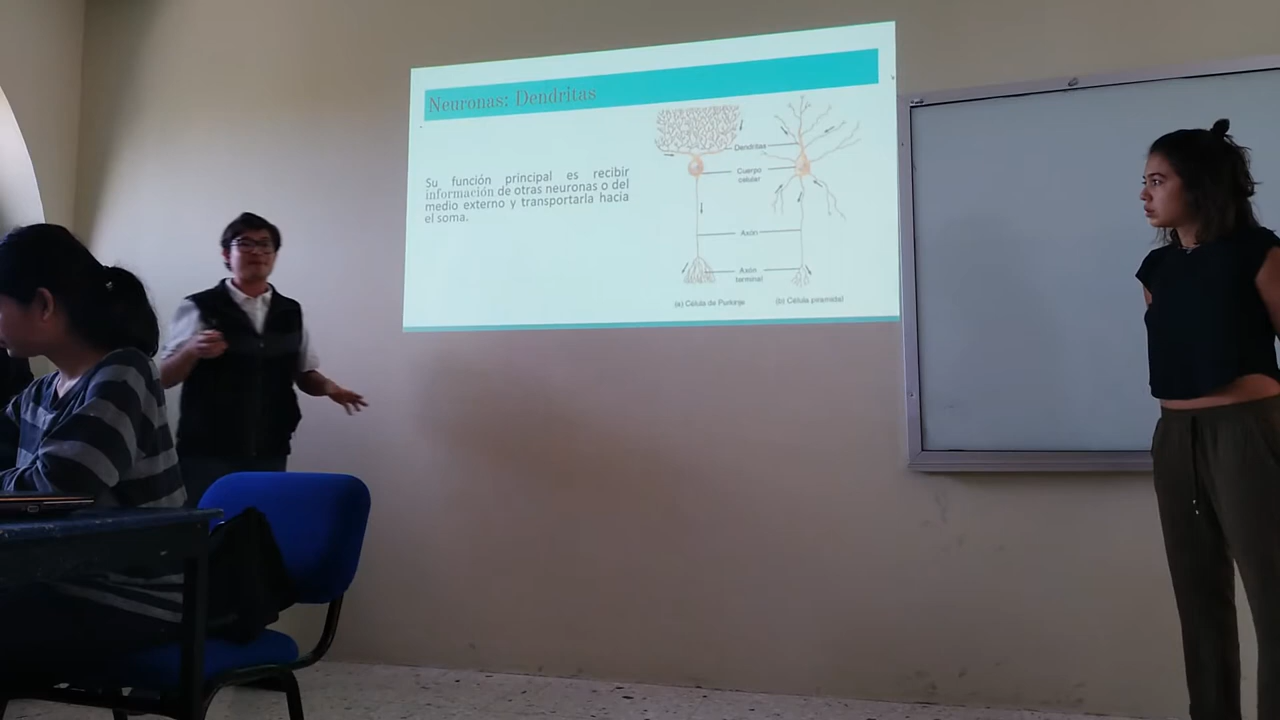 Neuronas: Dendritas
Su función principal es recibir
información de otras neuronas o del
medio externo y transportarla hacia
el soma.
Dendritas
Cuerpo
celular
Axón
Axón
terminal
(a) Célula de Purkinje
(b) Célula piramidal